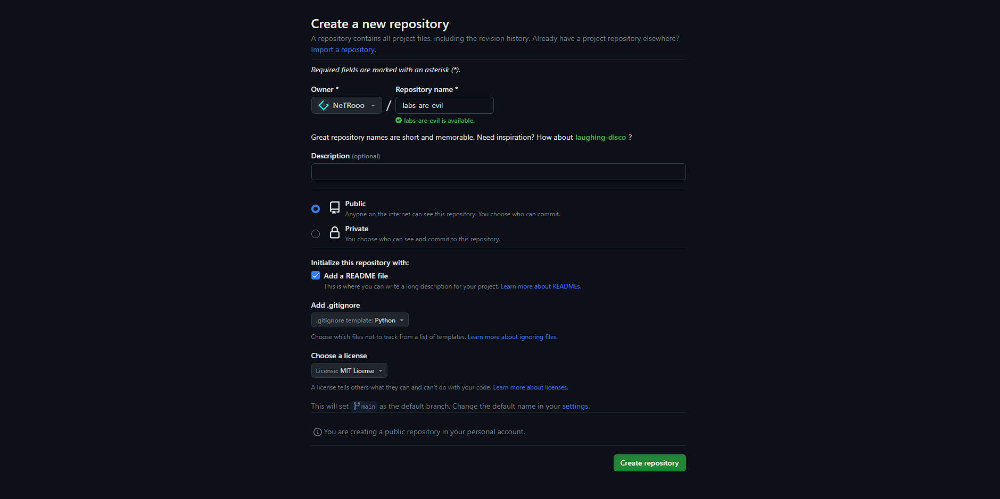 Create a new repository
A repository contains all project files, including the revision history. Already have a project repository elsewhere?
Import a repository.
Required fields are marked with an asterisk (*).
Owner * Repository name *
NeTRooo / labs-are-evil
labs-are-evil is available.
Great repository names are short and memorable. Need inspiration? How about laughing-disco ?
Description (optional)
Public
Anyone on the internet can see this repository. You choose who can commit.
Private
You choose who can see and commit to this repository.
Initialize this repository with:
Add a README file
This is where you can write a long description for your project. Learn more about READMEs.
Add .gitignore
.gitignore template: Python
Choose which files not to track from a list of templates. Learn more about ignoring files.
Choose a license
License: MIT License
A license tells others what they can and can't do with your code. Learn more about licenses.
This will set main as the default branch. Change the default name in your settings.
You are creating a public repository in your personal account.
Create repository